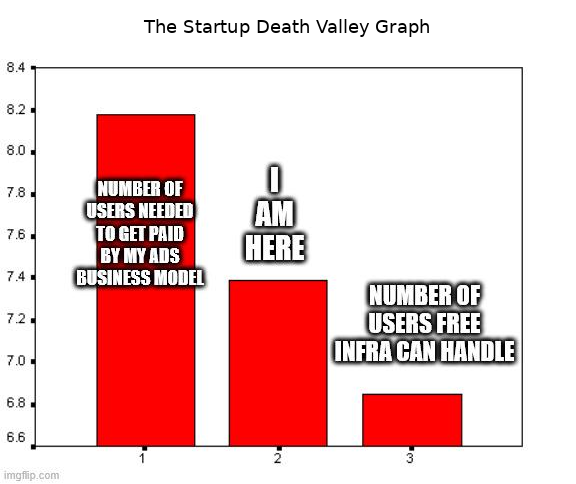 The Startup Death Valley Graph
8.4
8.2
8.0
7.8
7.6
7.4
7.2
7.0
6.8
6.6
NUMBER OF
USERS NEEDED
TO GET PAID
BY MY ADS
BUSINESS MODEL
I
AM
HERE
NUMBER OF
USERS FREE
INFRA CAN HANDLE
1
2
3
imgflip.com